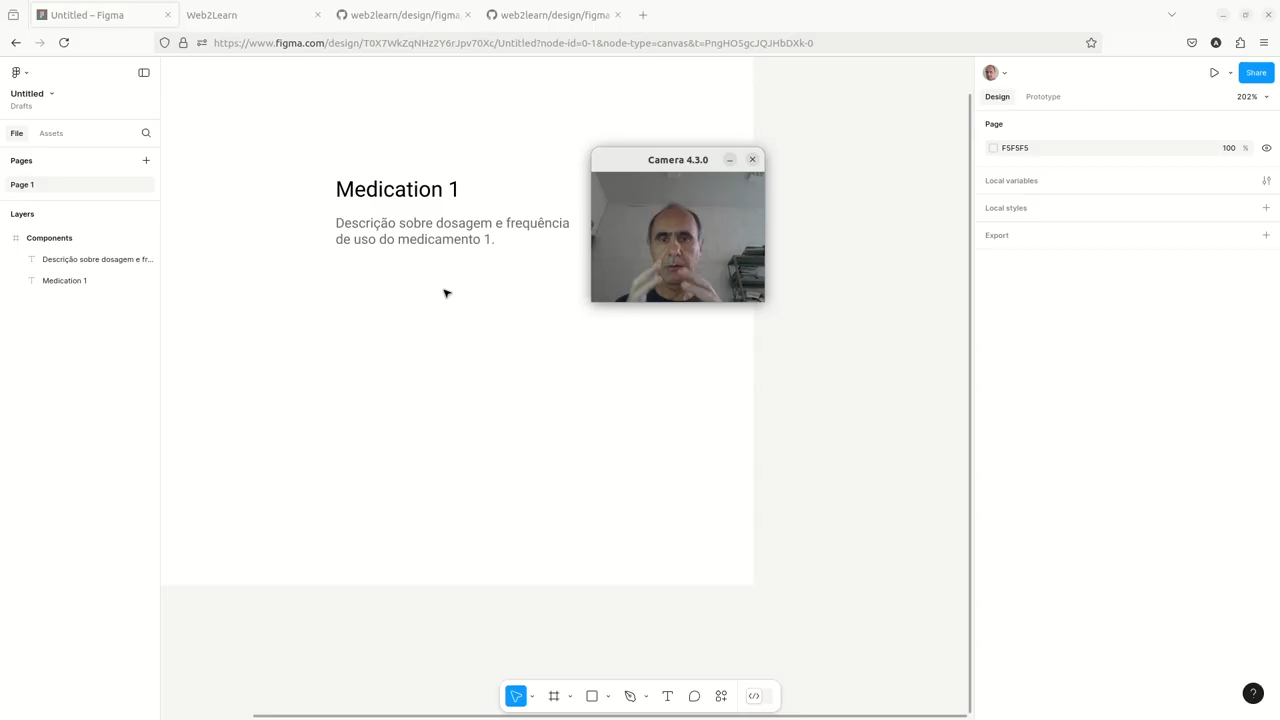 Untitled – Figma
Web2Learn
web2learn/design/figma,
web2learn/design/figma
https://www.figma.com/design/T0X7WkZqNHz2Y6rJpv70Xc/Untitled?node-id=0-1&node-type=canvas&t=PngHO5gcJQJHbDXk-0
A
Untitled
Drafts
Share
Design
Prototype
202%
File
Assets
Page
Pages
F5F5F5
100
%
Page 1
Local variables
Layers
Local styles
Components
Export
Descrição sobre dosagem e fr...
Medication 1
Medication 1
Descrição sobre dosagem e frequência
de uso do medicamento 1.
Camera 4.3.0
?